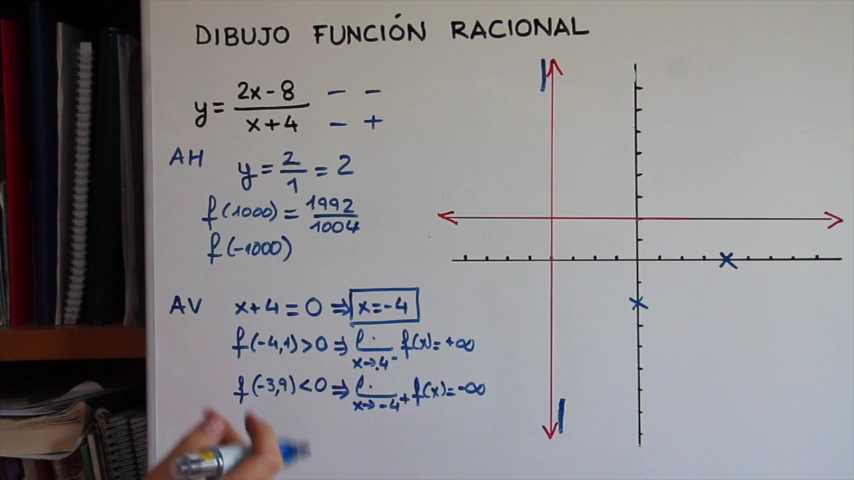 DIBUJO FUNCIÓN RACIONAL
y = (2x - 8)/(x + 4) - - - +
AH y = 2/1 = 2
f(1000) = 1992/1004
f(-1000)
AV x+4 = 0 ⇒ x = -4
f(-4,1) > 0 ⇒ lim x→-4⁻ f(x) = +∞
f(-3,9) < 0 ⇒ lim x→-4⁺ f(x) = -∞